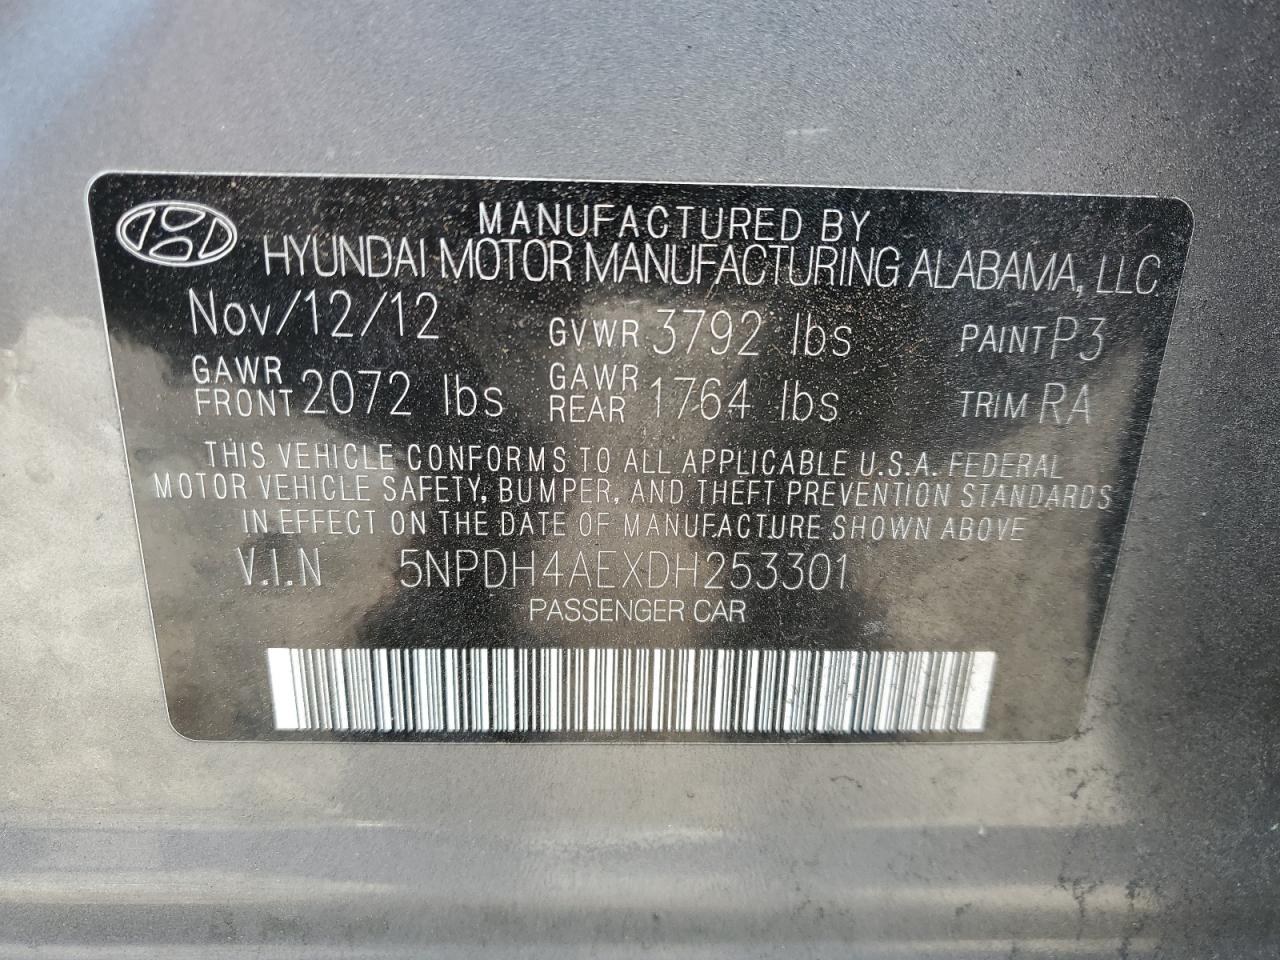 MANUFACTURED BY
HYUNDAI MOTOR MANUFACTURING ALABAMA, LLC
Nov/12/12 GVWR 3792 lbs PAINT P3
GAWR FRONT 2072 lbs GAWR REAR 1764 lbs TRIM RA
THIS VEHICLE CONFORMS TO ALL APPLICABLE U.S.A. FEDERAL
MOTOR VEHICLE SAFETY, BUMPER, AND THEFT PREVENTION STANDARDS
IN EFFECT ON THE DATE OF MANUFACTURE SHOWN ABOVE
V.I.N 5NPDH4AEXDH253301
PASSENGER CAR